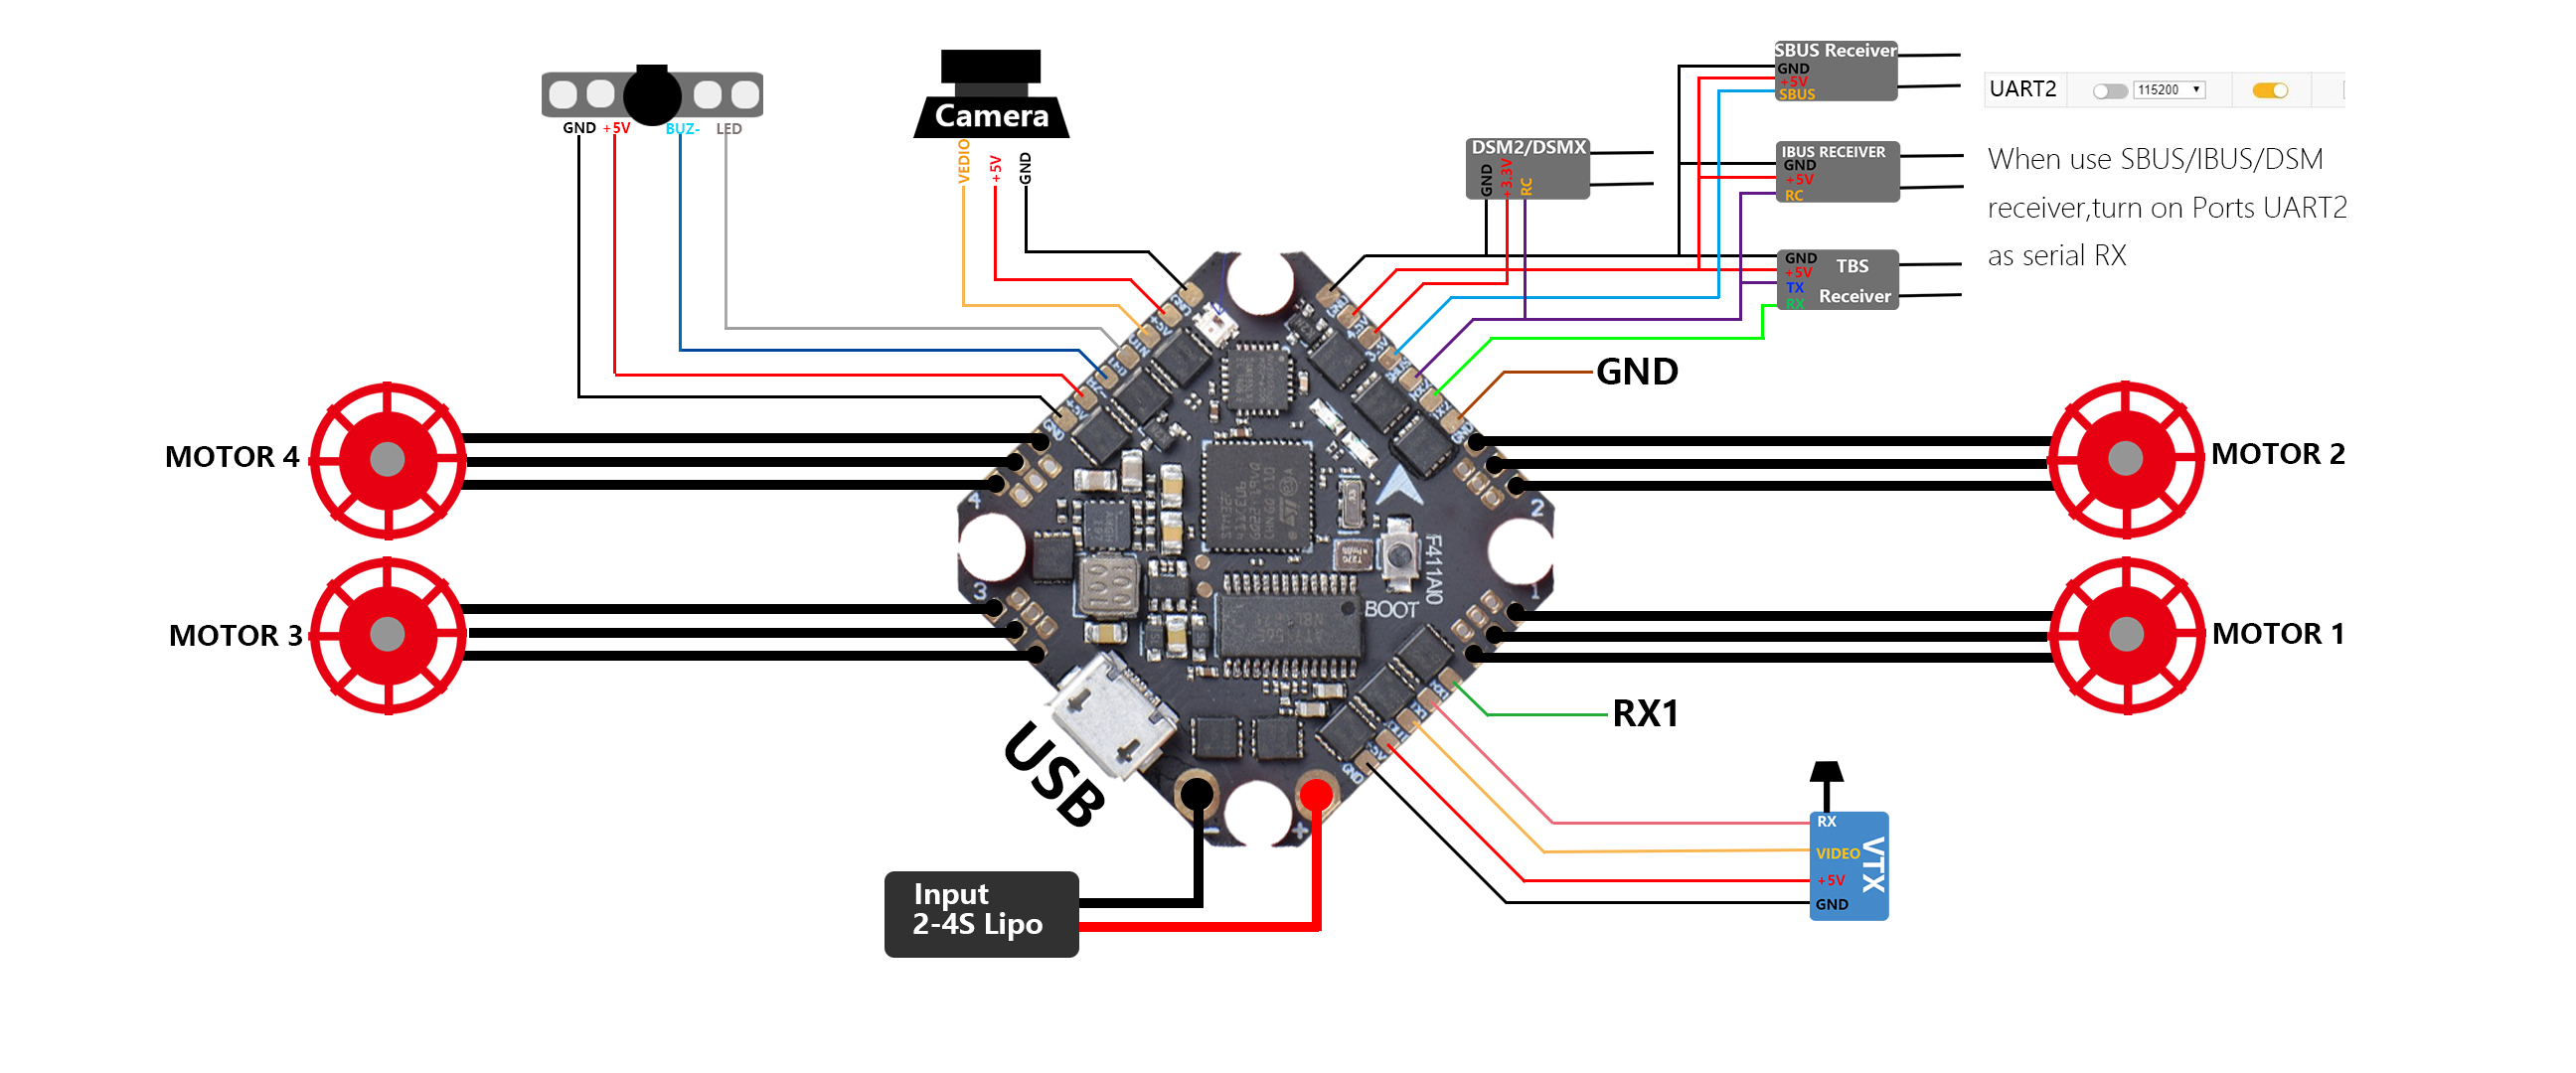 GND +5V BUZ- LED
Camera
VEDIO +5V GND
SBUS Receiver
GND
+5V
SBUS
UART2 115200
DSM2/DSMX
GND +3.3V RC
IBUS RECEIVER
GND
+5V
RC
When use SBUS/IBUS/DSM
receiver,turn on Ports UART2
as serial RX
GND
+5V
TX
RX
TBS
Receiver
GND
MOTOR 4
MOTOR 2
4
2
F411AIO
3
1
BOOT
MOTOR 3
MOTOR 1
RX1
USB
- +
RX
VIDEO
+5V
GND
VTX
Input
2-4S Lipo